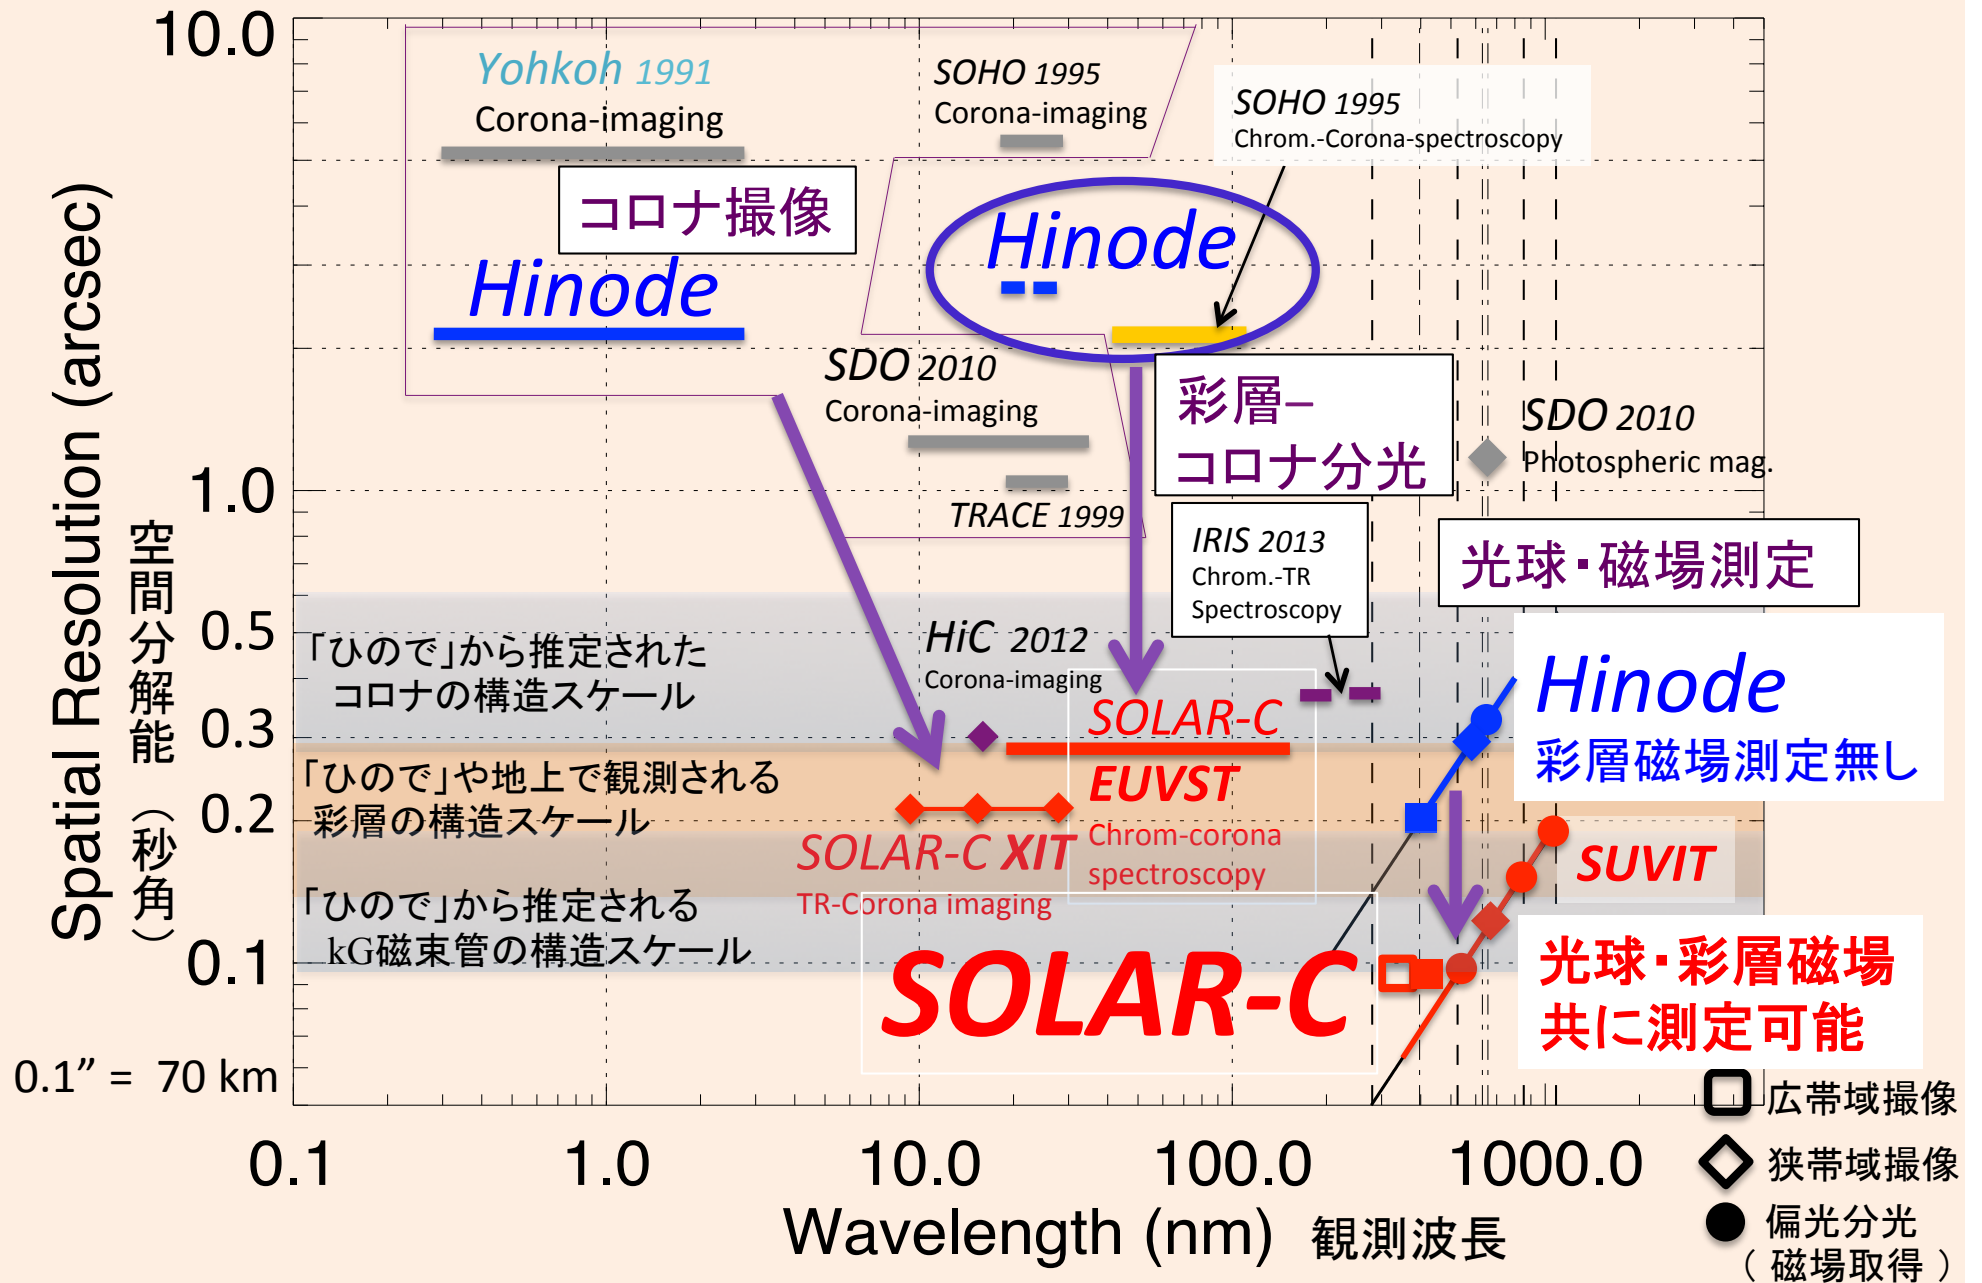 10.0
1.0
0.5
0.3
0.2
0.1
Spatial Resolution (arcsec)
空間分解能 (秒角)
0.1” = 70 km
Yohkoh 1991
Corona-imaging
SOHO 1995
Corona-imaging
SOHO 1995
Chrom.-Corona-spectroscopy
コロナ撮像
Hinode
Hinode
SDO 2010
Corona-imaging
彩層–
コロナ分光
SDO 2010
Photospheric mag.
TRACE 1999
IRIS 2013
Chrom.-TR
Spectroscopy
光球・磁場測定
「ひので」から推定された
コロナの構造スケール
HiC 2012
Corona-imaging
Hinode
彩層磁場測定無し
SOLAR-C
EUVST
Chrom-corona
spectroscopy
「ひので」や地上で観測される
彩層の構造スケール
SOLAR-C XIT
TR-Corona imaging
SUVIT
「ひので」から推定される
kG磁束管の構造スケール
SOLAR-C
光球・彩層磁場
共に測定可能
広帯域撮像
狭帯域撮像
偏光分光
( 磁場取得 )
0.1
1.0
10.0
100.0
1000.0
Wavelength (nm) 観測波長